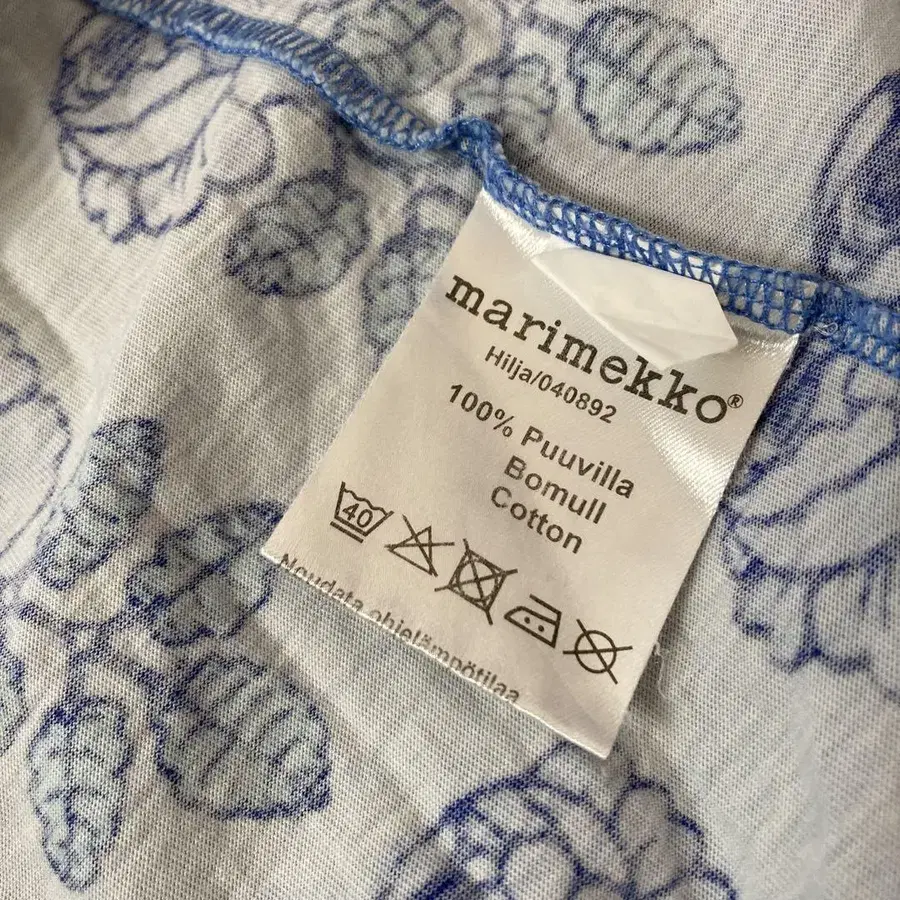 marimekko®
Hilja/040892
100% Puuvilla
Bomull
Cotton
40
Noudata ohjelämpötilaa